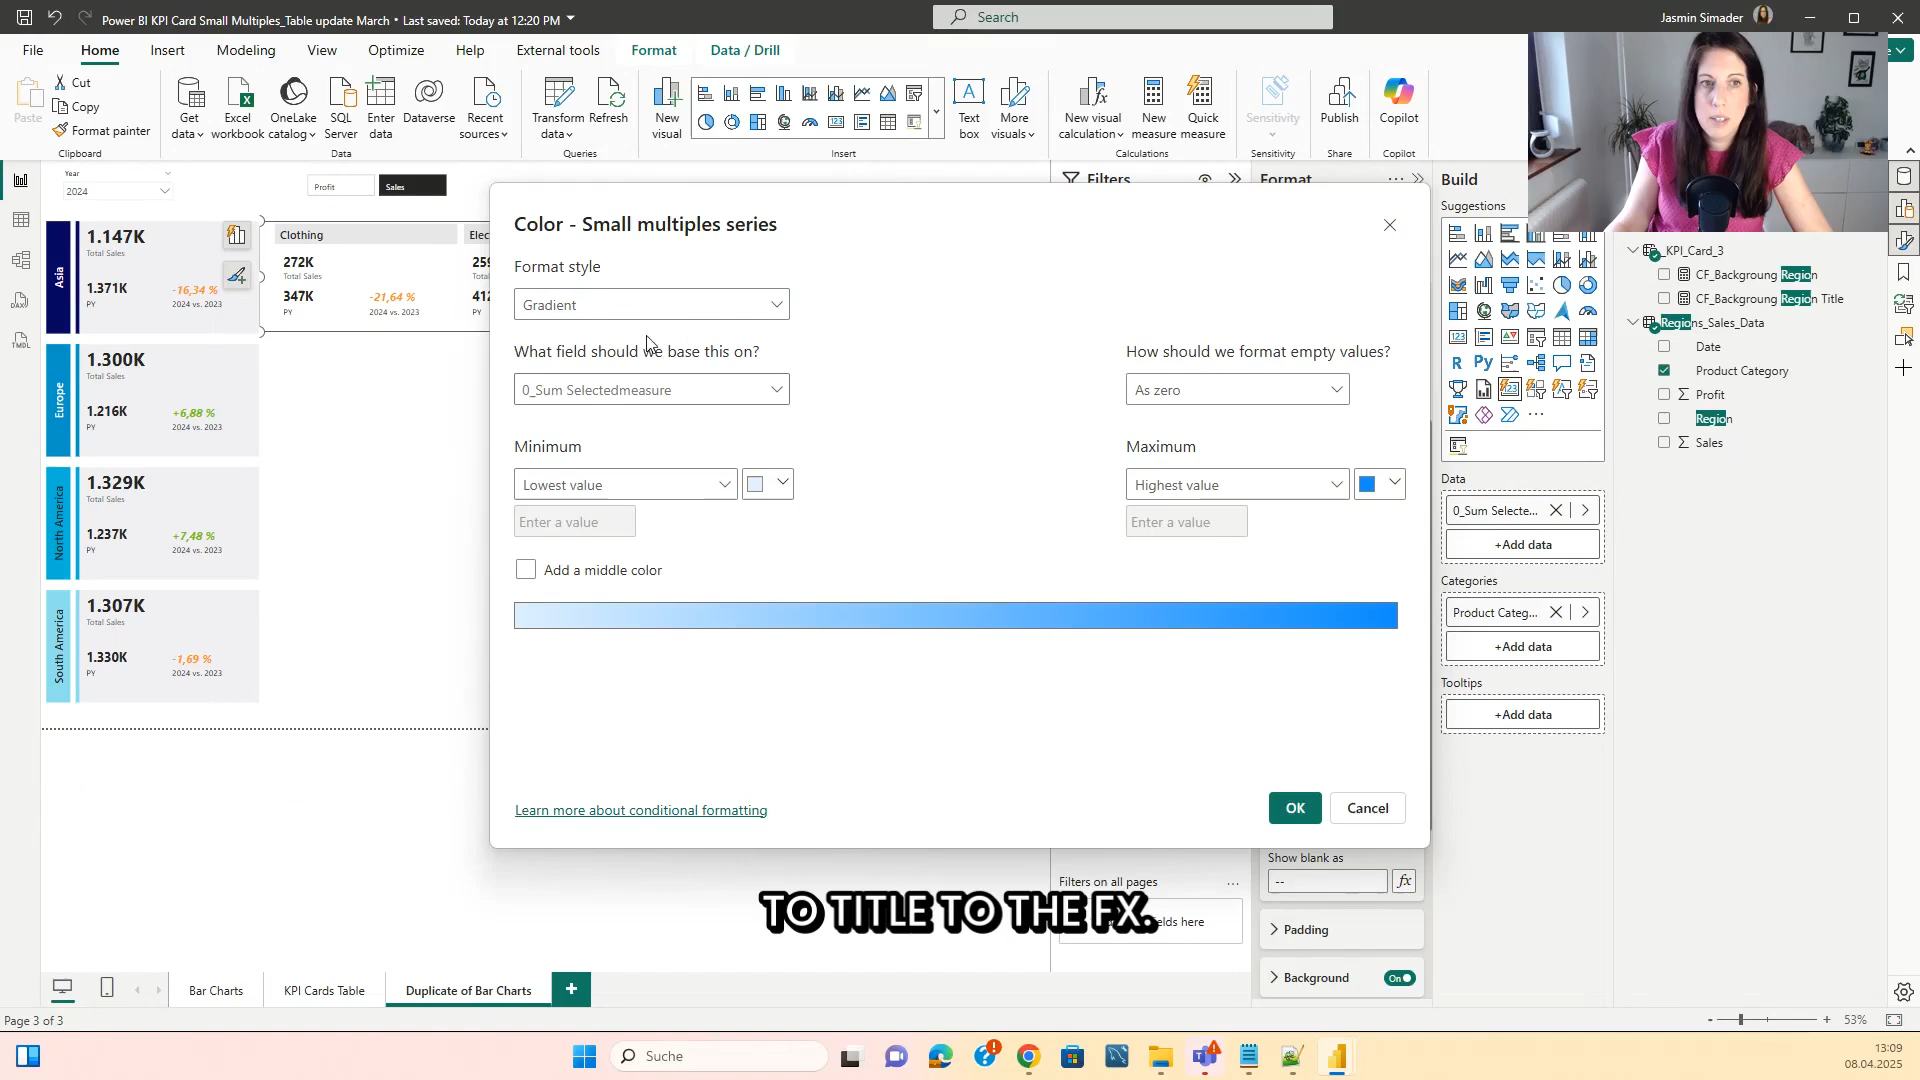 Power BI KPI Card Small Multiples_Table update March • Last saved: Today at 12:20 PM
Search
Jasmin Simader
File
Home
Insert
Modeling
View
Optimize
Help
External tools
Format
Data / Drill
Paste
Cut
Copy
Format painter
Clipboard
Get data
Excel workbook
OneLake catalog
SQL Server
Enter data
Dataverse
Recent sources
Data
Transform data
Refresh
Queries
New visual
Text box
More visuals
Insert
New visual calculation
New measure
Quick measure
Calculations
Sensitivity
Sensitivity
Publish
Share
Copilot
Copilot
Year
2024
Profit
Sales
Asia
1.147K
Total Sales
1.371K
PY
-16,34 %
2024 vs. 2023
Europe
1.300K
Total Sales
1.216K
PY
+6,88 %
2024 vs. 2023
North America
1.329K
Total Sales
1.237K
PY
+7,48 %
2024 vs. 2023
South America
1.307K
Total Sales
1.330K
PY
-1,69 %
2024 vs. 2023
Clothing
272K
Total Sales
347K
PY
-21,64 %
2024 vs. 2023
Elec
259
Total Sales
412
PY
Color - Small multiples series
Format style
Gradient
What field should we base this on?
0_Sum Selectedmeasure
How should we format empty values?
As zero
Minimum
Lowest value
Enter a value
Maximum
Highest value
Enter a value
Add a middle color
Learn more about conditional formatting
OK
Cancel
Filters
Filters on all pages
elds here
Format
Show blank as
--
fx
Padding
Background
On
Build
Suggestions
Data
0_Sum Selecte...
+Add data
Categories
Product Categ...
+Add data
Tooltips
+Add data
_KPI_Card_3
CF_Backgroung Region
CF_Backgroung Region Title
Regions_Sales_Data
Date
Product Category
Profit
Region
Sales
TO TITLE TO THE FX.
Bar Charts
KPI Cards Table
Duplicate of Bar Charts
+
Page 3 of 3
- + 53%
Suche
13:09
08.04.2025